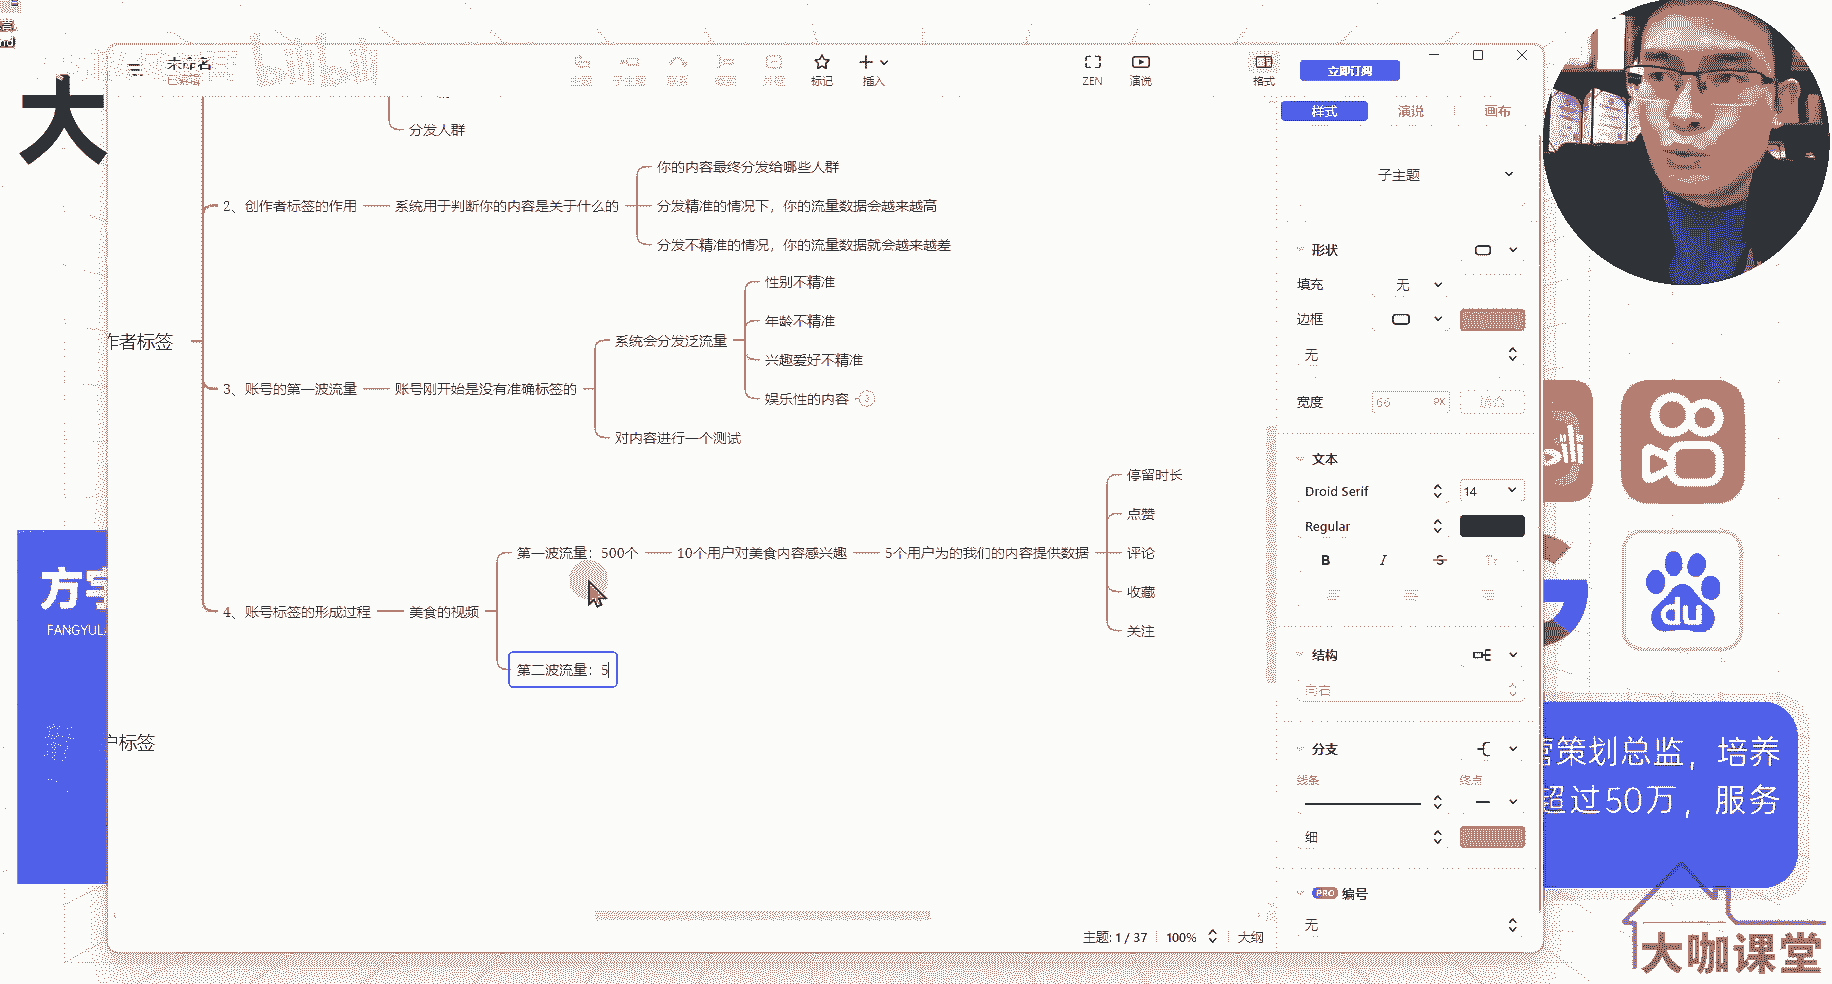 未命名
已编辑
标记
插入
ZEN
演说
格式
立即订阅
样式
演说
画布
大
bilibili
分发人群
2、创作者标签的作用
系统用于判断你的内容是关于什么的
你的内容最终分发给哪些人群
分发精准的情况下，你的流量数据会越来越高
分发不精准的情况，你的流量数据就会越来越差
作者标签
3、账号的第一波流量
账号刚开始是没有准确标签的
系统会分发泛流量
性别不精准
年龄不精准
兴趣爱好不精准
娱乐性的内容
对内容进行一个测试
4、账号标签的形成过程
美食的视频
第一波流量：500个
10个用户对美食内容感兴趣
5个用户为的我们的内容提供数据
停留时长
点赞
评论
收藏
关注
第二波流量：5
户标签
子主题
形状
填充
无
边框
无
宽度
66
PX
文本
Droid Serif
14
Regular
B
I
S
结构
向右
分支
线条
终点
细
PRO 编号
无
主题: 1 / 37
100%
大纲
FANGYUL
du
营策划总监，培养
超过50万，服务
大咖课堂